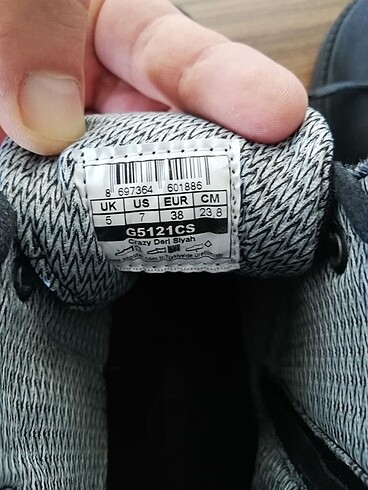 8 697364 601886
UK US EUR CM
5 7 38 23,8
G5121CS
Crazy Deri Siyah